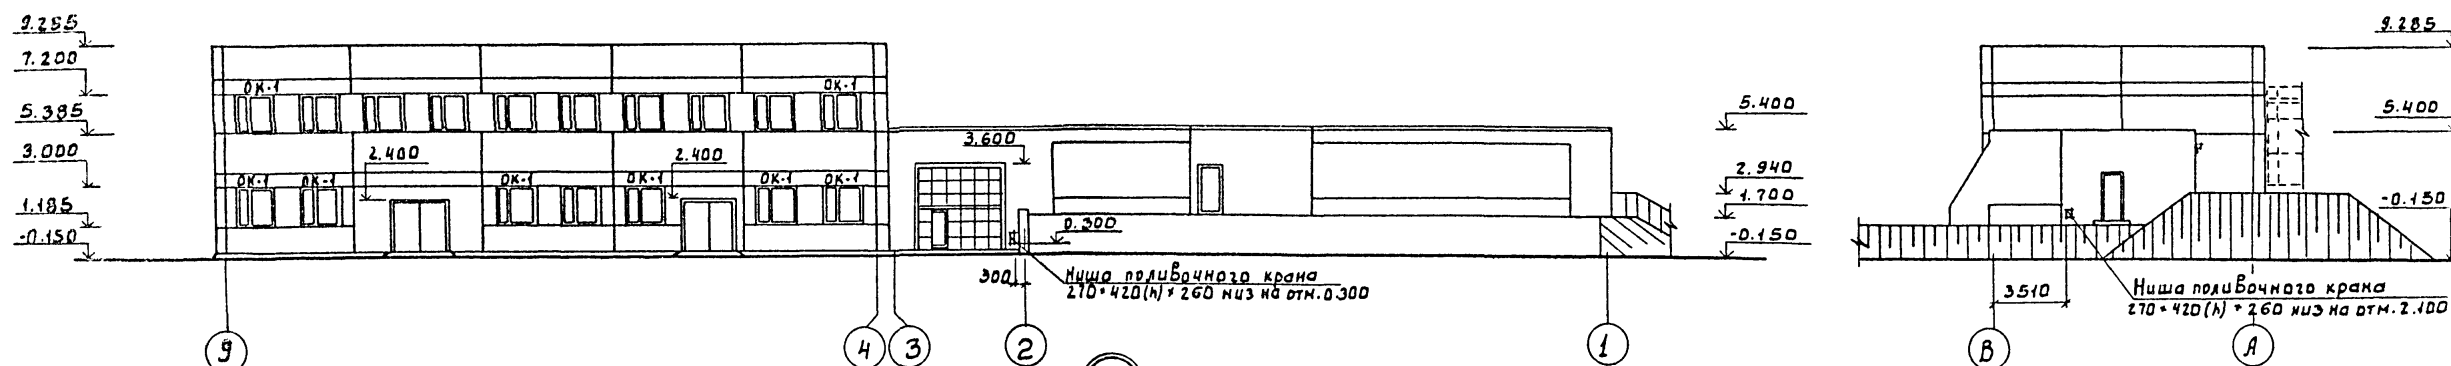 9.285
7.200
5.385
3.000
1.185
-0.150
ОК-1
ОК-1
2.400
2.400
ОК-1
ОК-1
ОК-1
ОК-1
ОК-1
ОК-1
3.600
0.300
300
Ниша поливочного крана
270×420(h)×260 низ на отм. 0.300
5.400
2.940
1.700
-0.150
9
4
3
2
1
9.285
5.400
-0.150
3510
Ниша поливочного крана
270×420(h)×260 низ на отм. 2.100
В
А